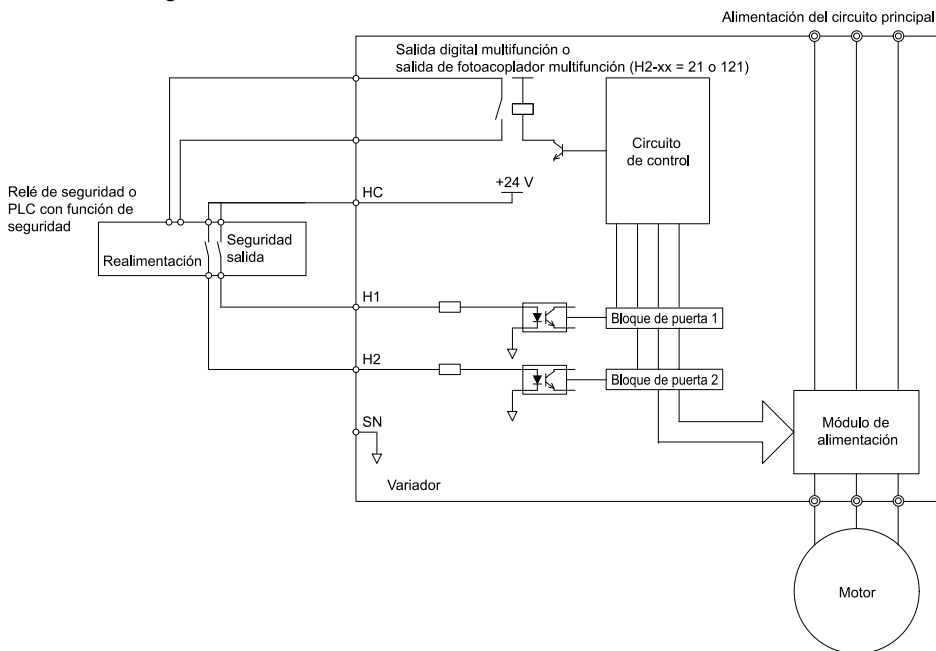 Alimentación del circuito principal
Salida digital multifunción o
salida de fotoacoplador multifunción (H2-xx = 21 o 121)
Circuito
de control
+24 V
HC
Relé de seguridad o
PLC con función de
seguridad
Seguridad
salida
Realimentación
H1
Bloque de puerta 1
H2
Bloque de puerta 2
SN
Módulo de
alimentación
Variador
Motor